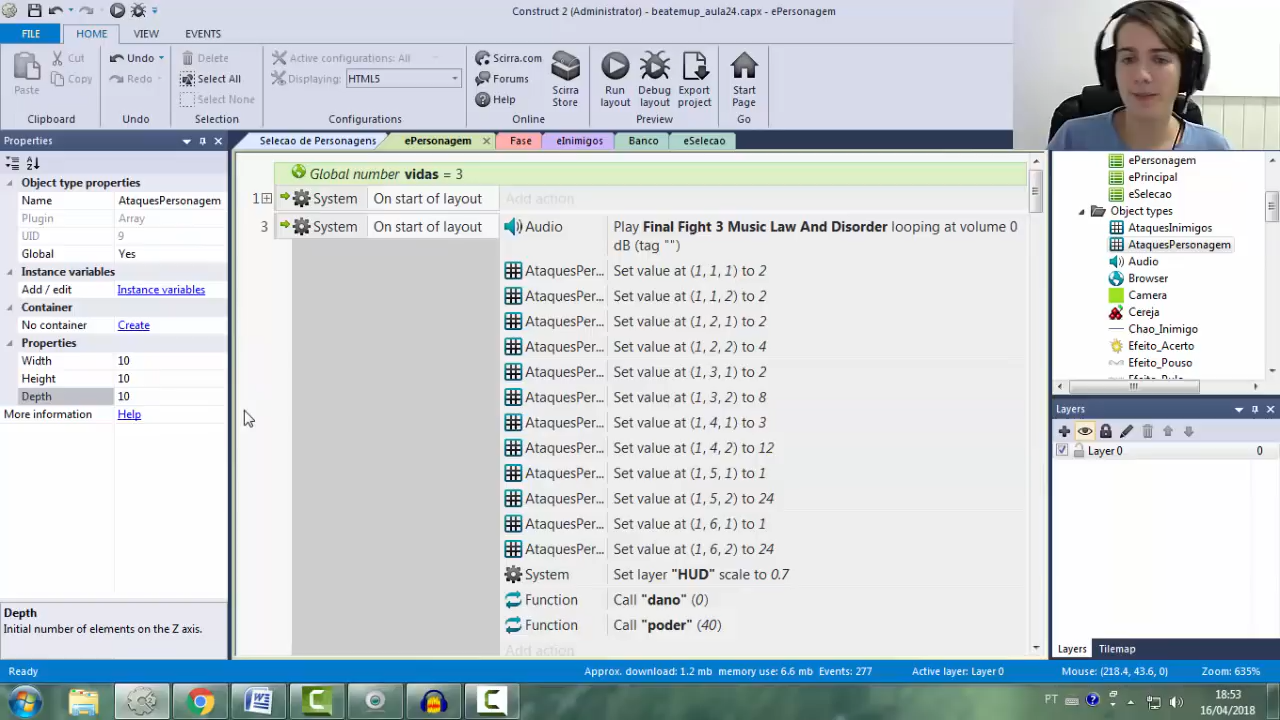 Construct 2 (Administrator) - beatemup_aula24.capx - ePersonagem
FILE HOME VIEW EVENTS
Paste Cut Copy Clipboard
Undo Redo Undo
Delete Select All Select None Selection
Active configurations: All
Displaying: HTML5
Configurations
Scirra.com Forums Help Scirra Store Online
Run layout Debug layout Export project Preview
Start Page Go
Properties
Selecao de Personagens ePersonagem Fase eInimigos Banco eSelecao
Object type properties
Name AtaquesPersonagem
Plugin Array
UID 9
Global Yes
Instance variables
Add / edit Instance variables
Container
No container Create
Properties
Width 10
Height 10
Depth 10
More information Help
Depth
Initial number of elements on the Z axis.
Global number vidas = 3
1 System On start of layout Add action
3 System On start of layout Audio Play Final Fight 3 Music Law And Disorder looping at volume 0
dB (tag "")
AtaquesPer... Set value at (1, 1, 1) to 2
AtaquesPer... Set value at (1, 1, 2) to 2
AtaquesPer... Set value at (1, 2, 1) to 2
AtaquesPer... Set value at (1, 2, 2) to 4
AtaquesPer... Set value at (1, 3, 1) to 2
AtaquesPer... Set value at (1, 3, 2) to 8
AtaquesPer... Set value at (1, 4, 1) to 3
AtaquesPer... Set value at (1, 4, 2) to 12
AtaquesPer... Set value at (1, 5, 1) to 1
AtaquesPer... Set value at (1, 5, 2) to 24
AtaquesPer... Set value at (1, 6, 1) to 1
AtaquesPer... Set value at (1, 6, 2) to 24
System Set layer "HUD" scale to 0.7
Function Call "dano" (0)
Function Call "poder" (40)
Add action
ePersonagem
ePrincipal
eSelecao
Object types
AtaquesInimigos
AtaquesPersonagem
Audio
Browser
Camera
Cereja
Chao_Inimigo
Efeito_Acerto
Efeito_Pouso
Layers
Layer 0 0
Layers Tilemap
Ready Approx. download: 1.2 mb memory use: 6.6 mb Events: 277 Active layer: Layer 0 Mouse: (218.4, 43.6, 0) Zoom: 635%
PT 18:53
16/04/2018